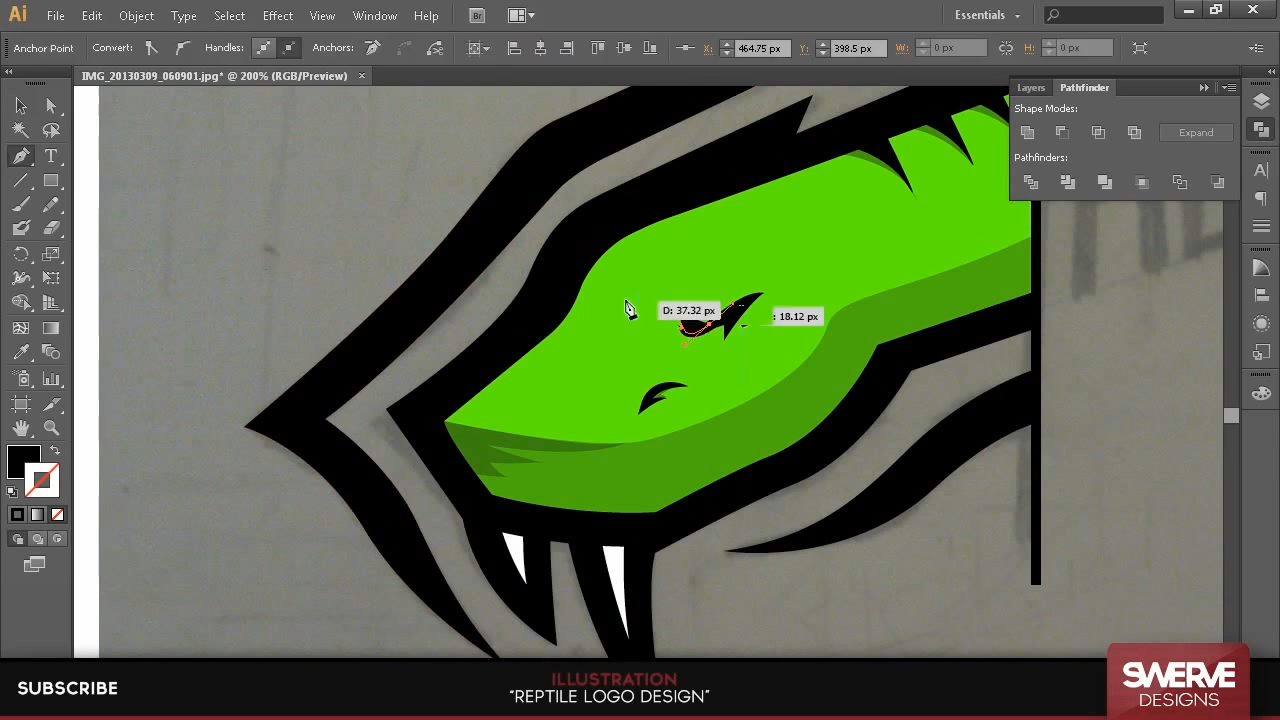 Ai File Edit Object Type Select Effect View Window Help Br Essentials
Anchor Point Convert: Handles: Anchors: X: 464.75 px Y: 398.5 px W: 0 px H: 0 px
IMG_20130309_060901.jpg* @ 200% (RGB/Preview) ×
Layers Pathfinder
Shape Modes:
Expand
Pathfinders:
D: 37.32 px
: 18.12 px
SUBSCRIBE
ILLUSTRATION
"REPTILE LOGO DESIGN"
SWERVE
DESIGNS